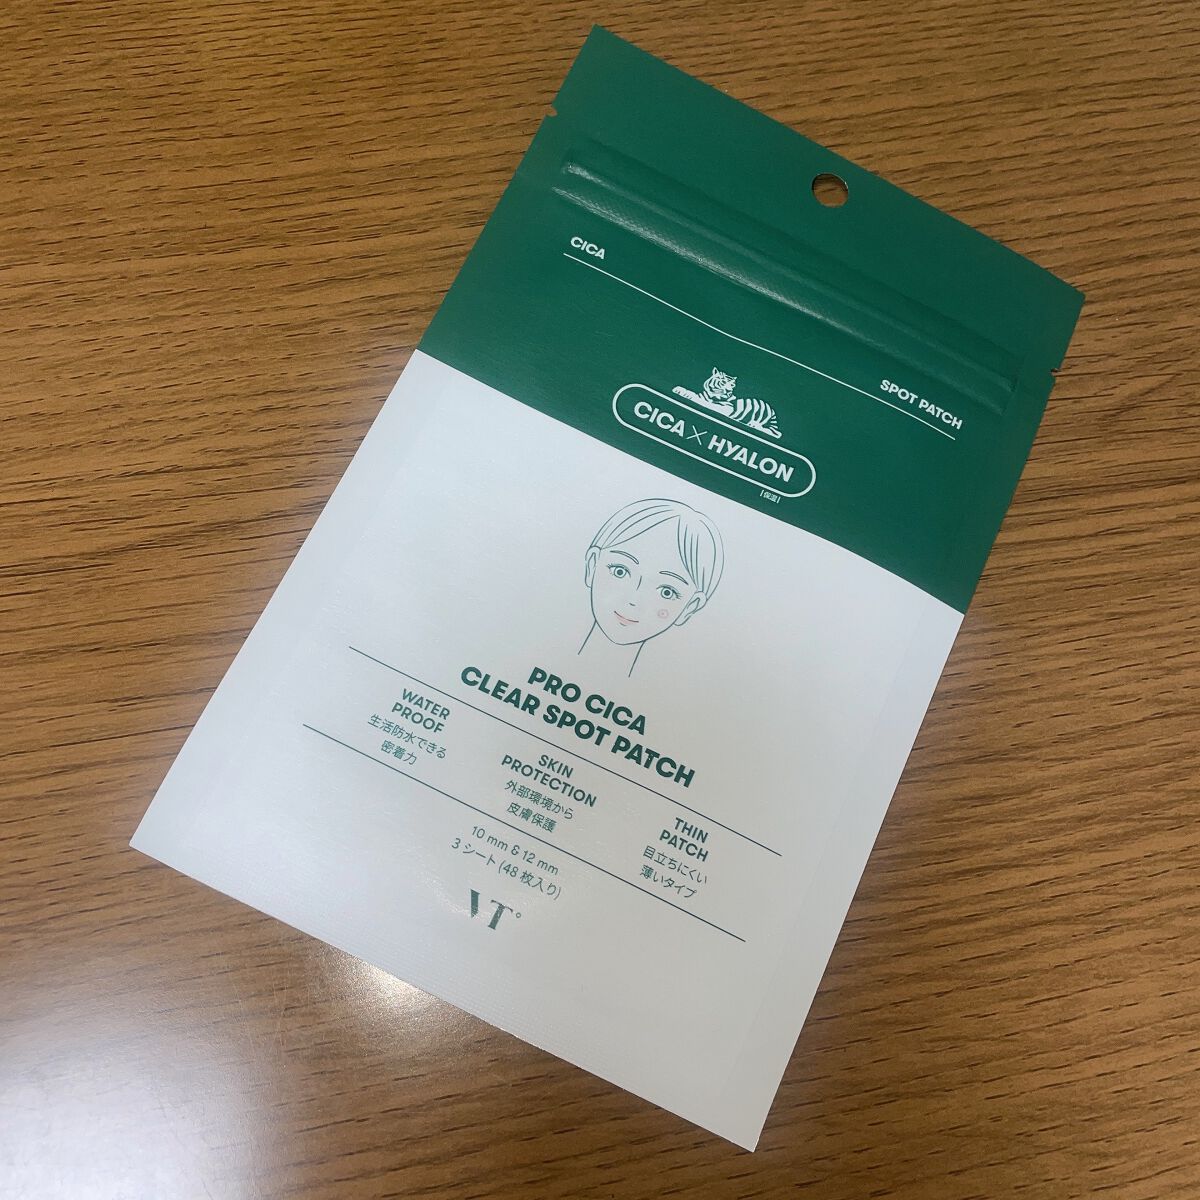 CICA
SPOT PATCH
CICA×HYALON
[保湿]
PRO CICA
CLEAR SPOT PATCH
WATER
PROOF
生活防水できる
密着力
SKIN
PROTECTION
外部環境から
皮膚保護
THIN
PATCH
目立ちにくい
薄いタイプ
10 mm & 12 mm
3 シート (48 枚入り)
VT°